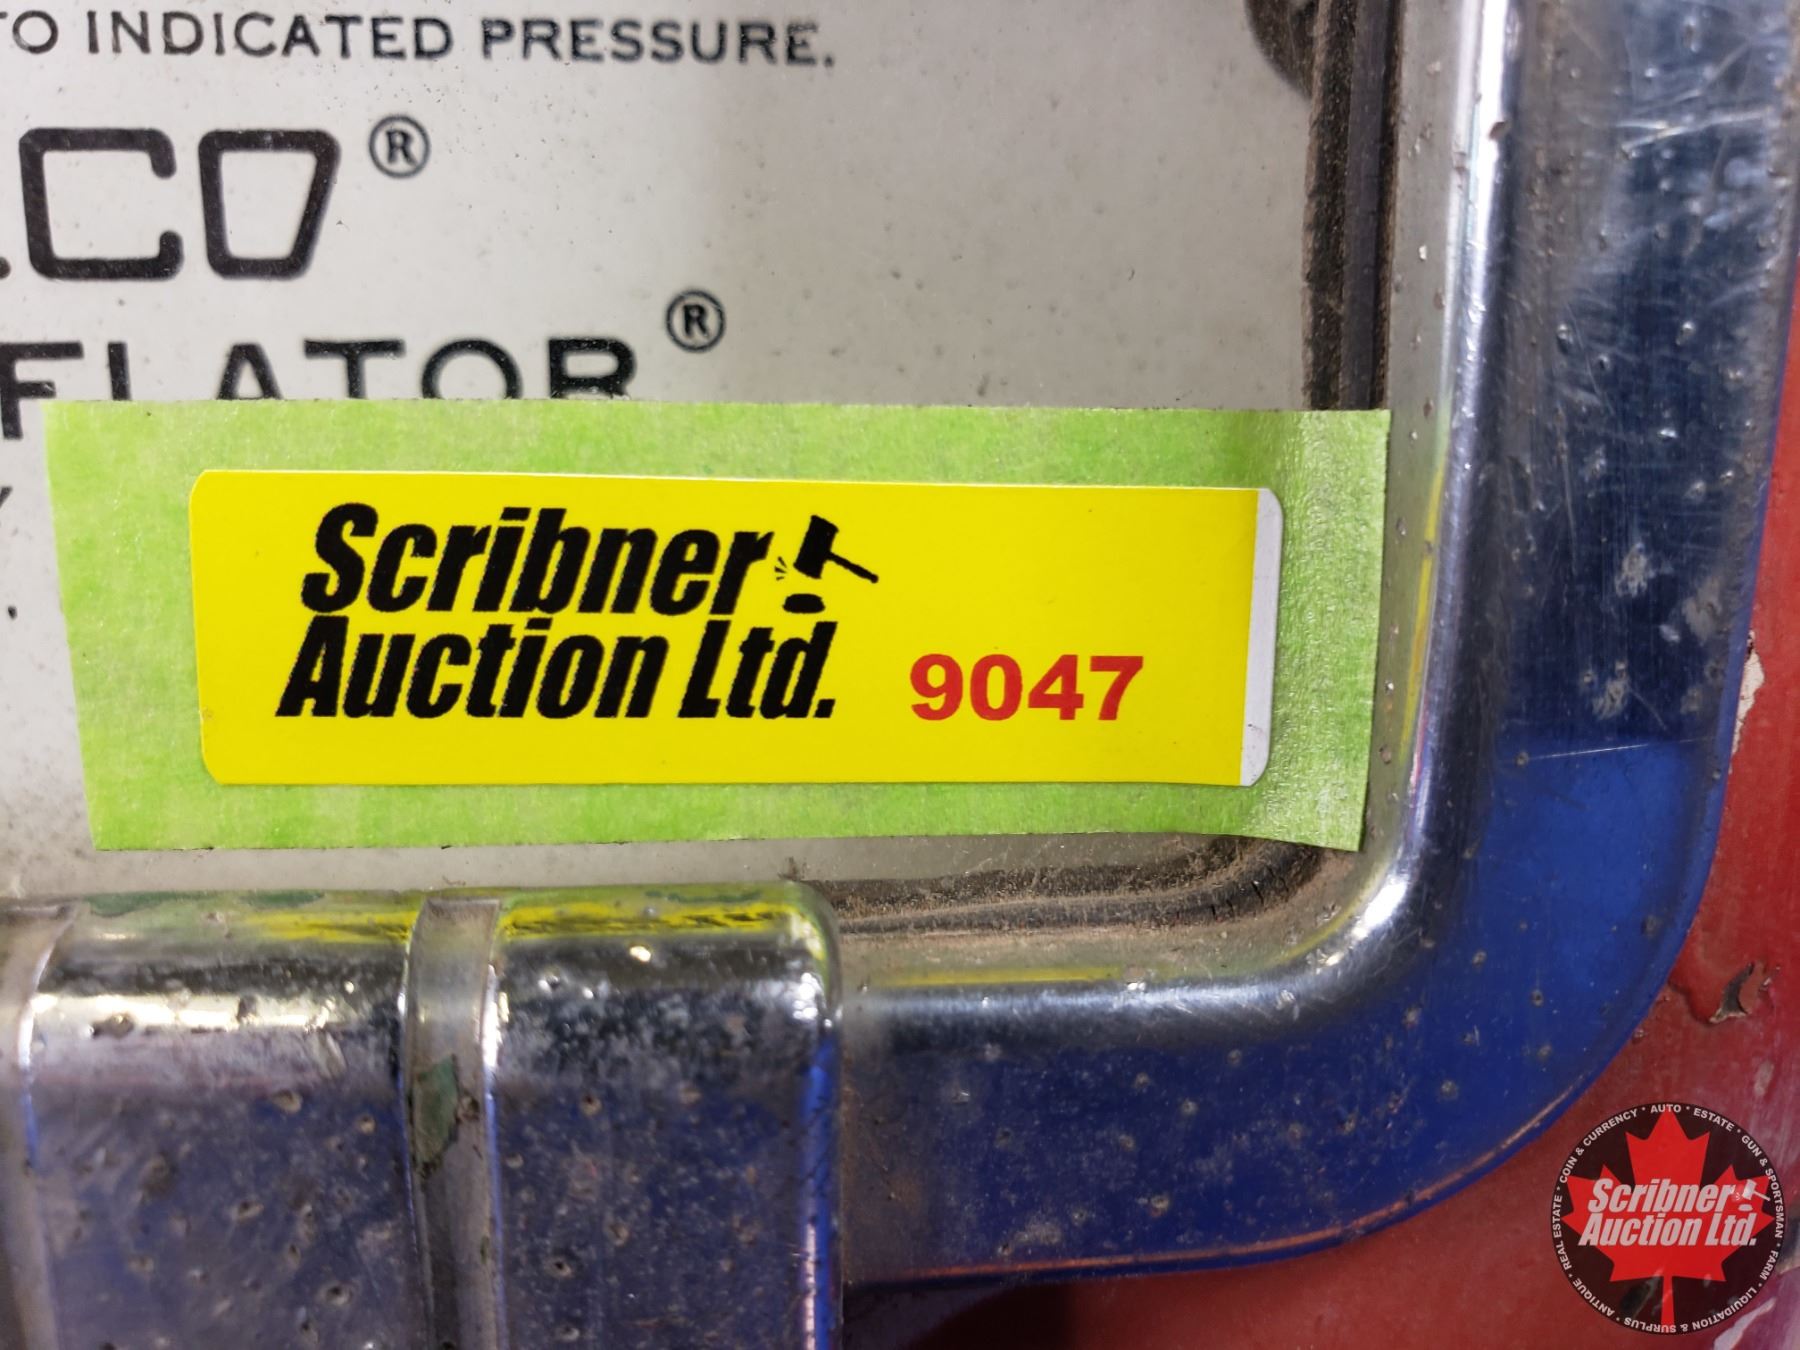 TO INDICATED PRESSURE.
CO®
FLATOR®
Scribner
Auction Ltd.
9047
ANTIQUE * REAL ESTATE * COIN & CURRENCY * AUTO * ESTATE * GUN & SPORTSMAN * FARM * LIQUIDATION & SURPLUS *
Scribner
Auction Ltd.